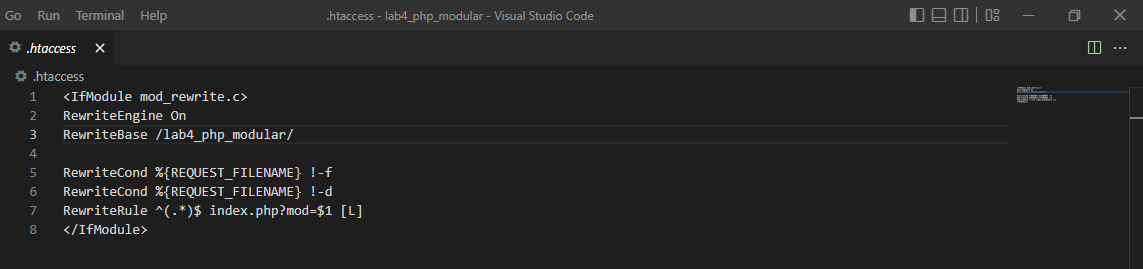 Go Run Terminal Help .htaccess - lab4_php_modular - Visual Studio Code
.htaccess
.htaccess
1 <IfModule mod_rewrite.c>
2 RewriteEngine On
3 RewriteBase /lab4_php_modular/
4
5 RewriteCond %{REQUEST_FILENAME} !-f
6 RewriteCond %{REQUEST_FILENAME} !-d
7 RewriteRule ^(.*)$ index.php?mod=$1 [L]
8 </IfModule>